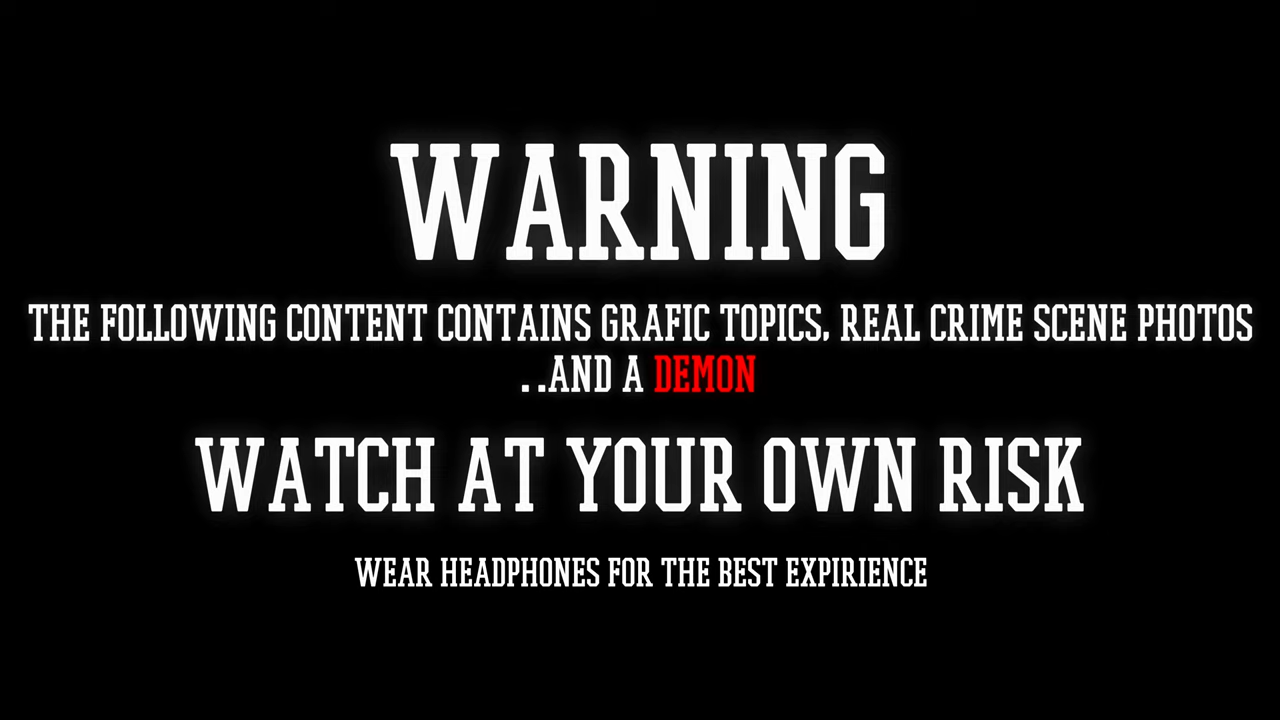 WARNING
THE FOLLOWING CONTENT CONTAINS GRAFIC TOPICS, REAL CRIME SCENE PHOTOS
..AND A DEMON
WATCH AT YOUR OWN RISK
WEAR HEADPHONES FOR THE BEST EXPIRIENCE